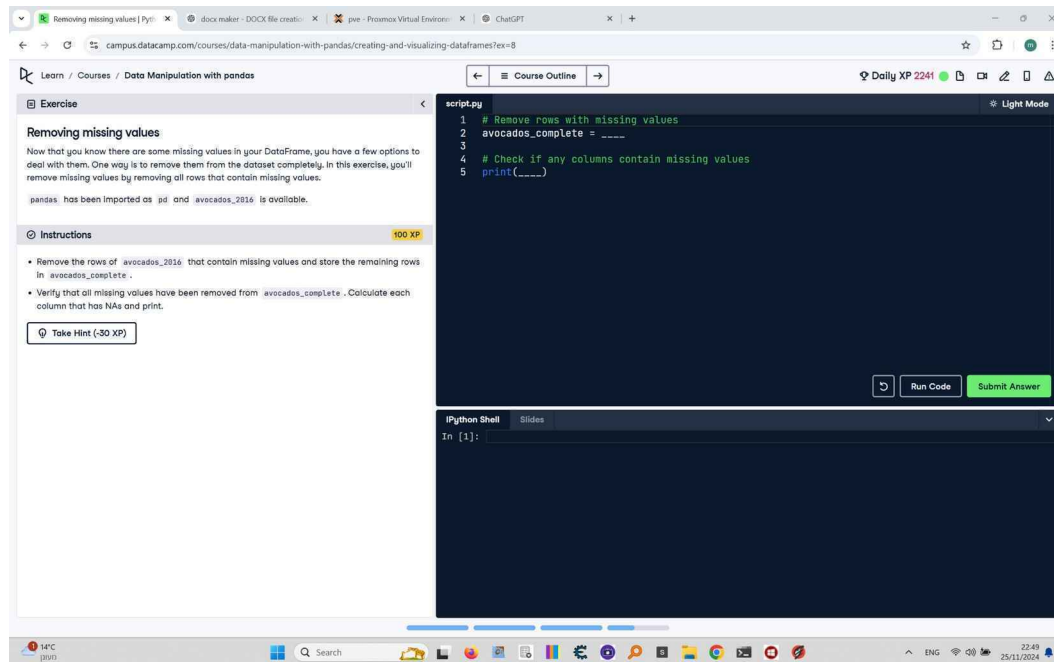 Removing missing values | Pyth
docx maker - DOCX file creation
pve - Proxmox Virtual Environm
ChatGPT
campus.datacamp.com/courses/data-manipulation-with-pandas/creating-and-visualizing-dataframes?ex=8
Learn / Courses / Data Manipulation with pandas
Course Outline
Daily XP 2241
Exercise
Removing missing values
Now that you know there are some missing values in your DataFrame, you have a few options to
deal with them. One way is to remove them from the dataset completely. In this exercise, you'll
remove missing values by removing all rows that contain missing values.
pandas has been imported as pd and avocados_2016 is available.
Instructions
100 XP
• Remove the rows of avocados_2016 that contain missing values and store the remaining rows
in avocados_complete .
• Verify that all missing values have been removed from avocados_complete . Calculate each
column that has NAs and print.
Take Hint (-30 XP)
script.py
Light Mode
1 # Remove rows with missing values
2 avocados_complete = ____
3
4 # Check if any columns contain missing values
5 print(____)
Run Code
Submit Answer
IPython Shell
Slides
In [1]:
14°C
Search
ENG
22:49
25/11/2024